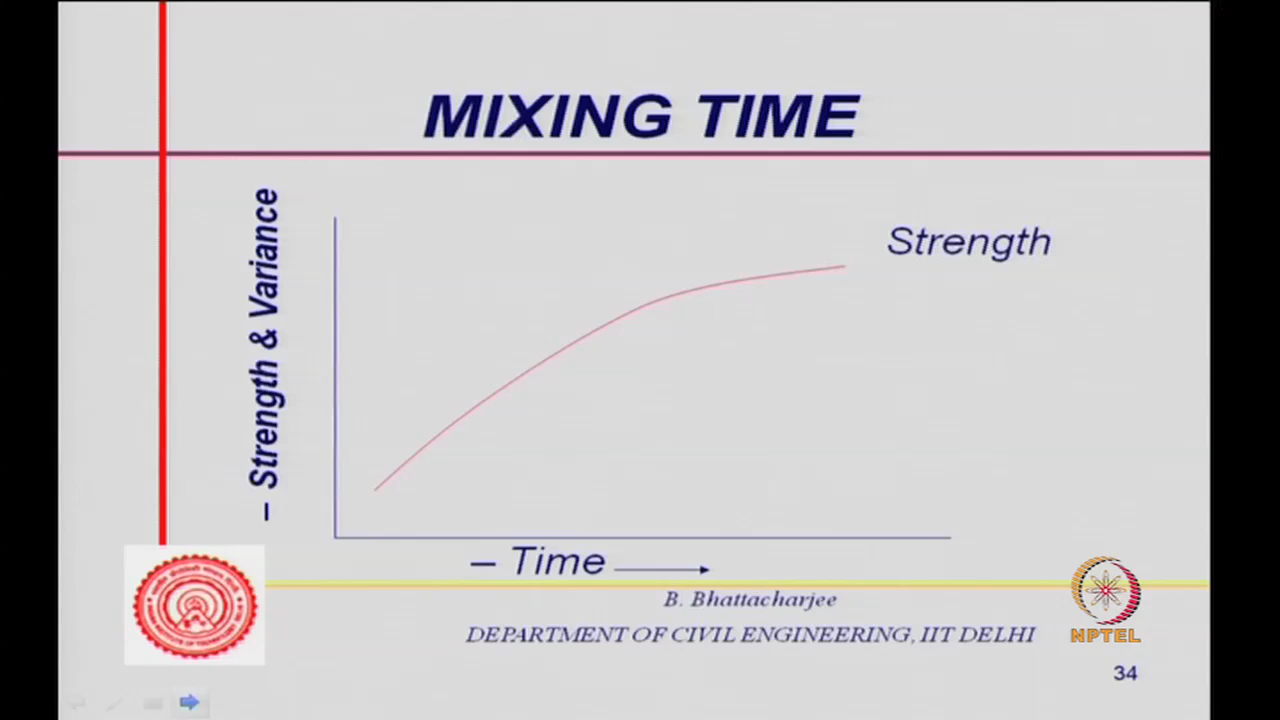 MIXING TIME
– Strength & Variance
Strength
– Time
B. Bhattacharjee
DEPARTMENT OF CIVIL ENGINEERING, IIT DELHI
NPTEL
34